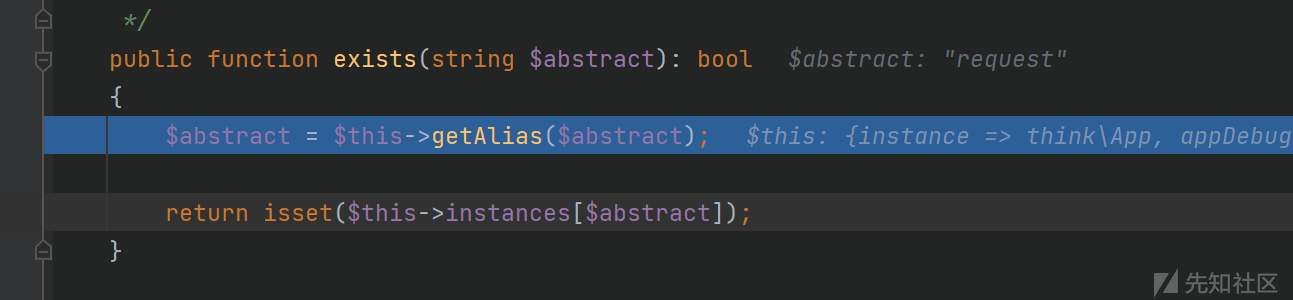 */
public function exists(string $abstract): bool   $abstract: "request"
{
    $abstract = $this->getAlias($abstract);   $this: {instance => think\App, appDebug
    return isset($this->instances[$abstract]);
}
先知社区